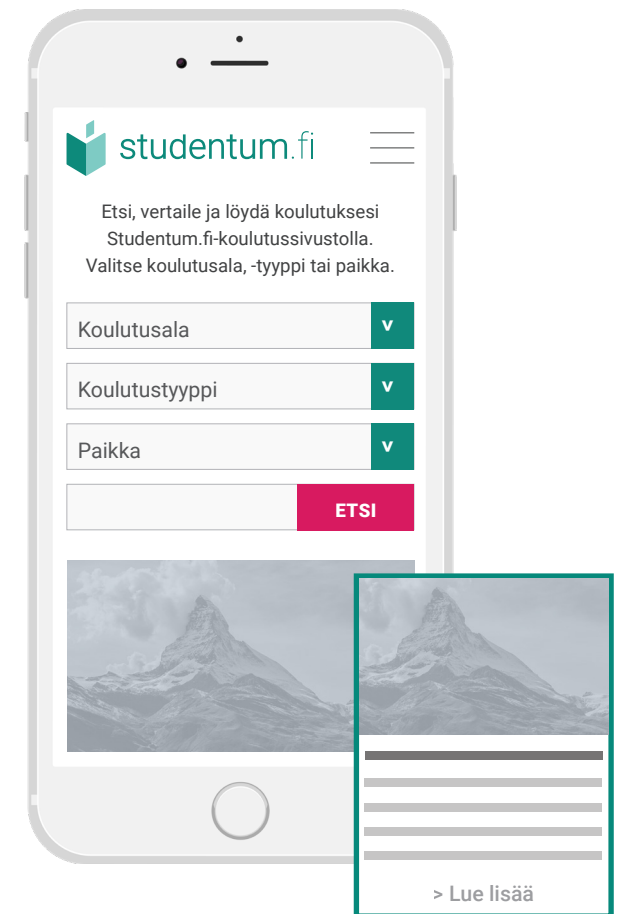 studentum.fi
Etsi, vertaile ja löydä koulutuksesi
Studentum.fi-koulutussivustolla.
Valitse koulutusala, -tyyppi tai paikka.
Koulutusala v
Koulutustyyppi v
Paikka v
ETSI
> Lue lisää